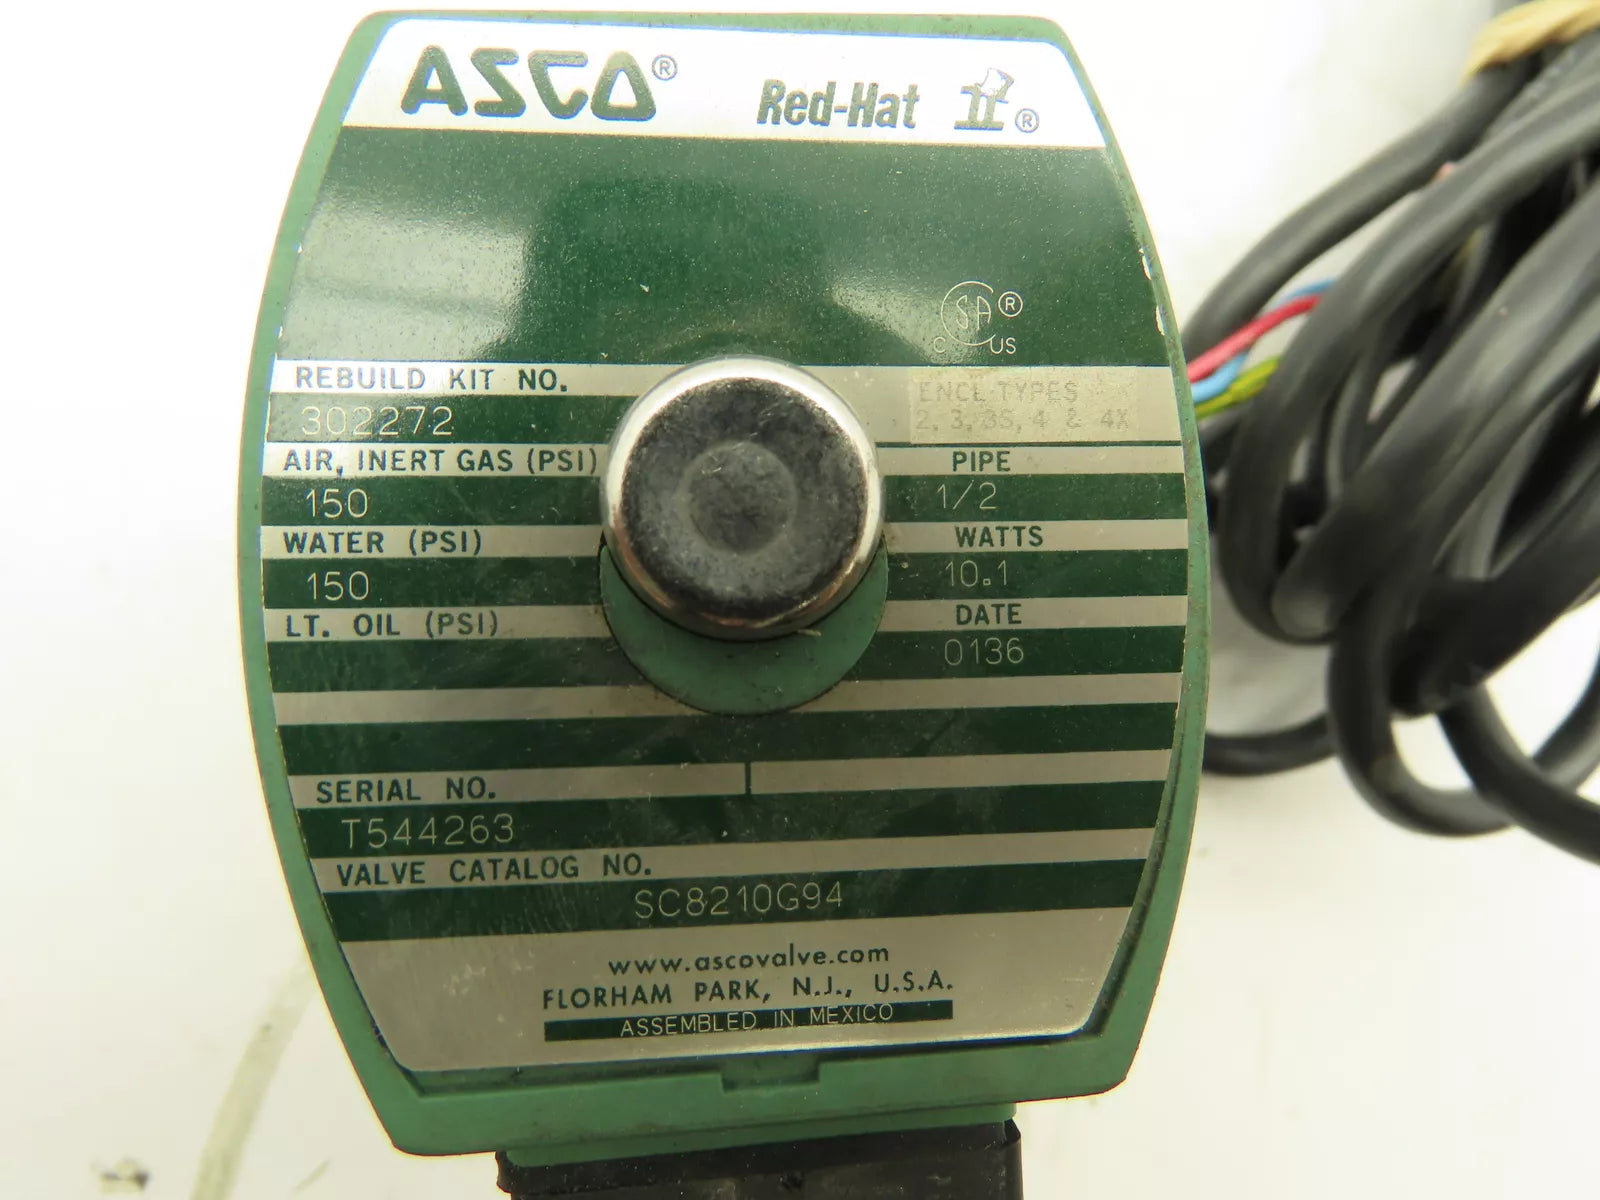 ASCO® Red-Hat II®
SA®
C US
REBUILD KIT NO.
302272
ENCL TYPES
2, 3, 3S, 4 & 4X
AIR, INERT GAS (PSI)
150
PIPE
1/2
WATER (PSI)
150
WATTS
10.1
LT. OIL (PSI)
DATE
0136
SERIAL NO.
T544263
VALVE CATALOG NO.
SC8210G94
www.ascovalve.com
FLORHAM PARK, N.J., U.S.A.
ASSEMBLED IN MEXICO